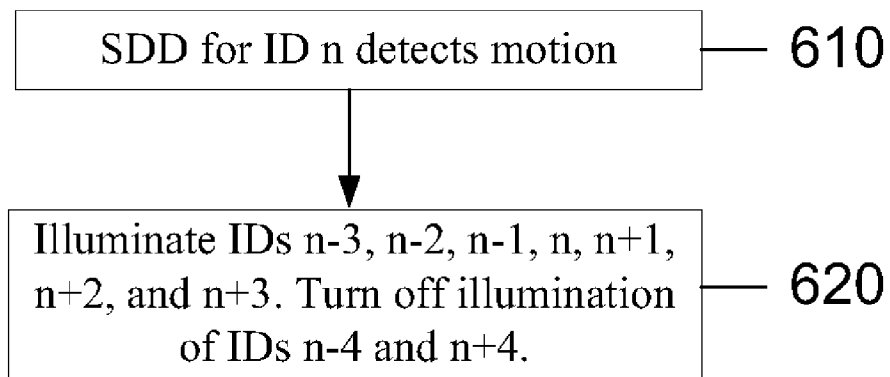 SDD for ID n detects motion
610
Illuminate IDs n-3, n-2, n-1, n, n+1,
n+2, and n+3. Turn off illumination
of IDs n-4 and n+4.
620